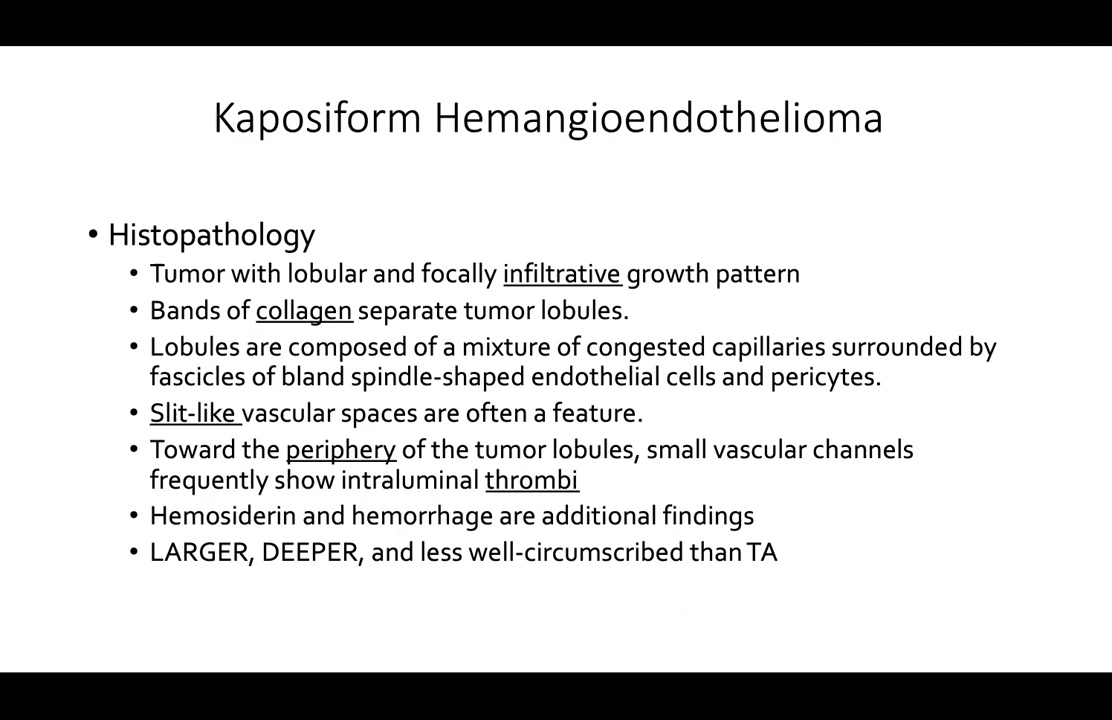 Kaposiform Hemangioendothelioma
• Histopathology
• Tumor with lobular and focally infiltrative growth pattern
• Bands of collagen separate tumor lobules.
• Lobules are composed of a mixture of congested capillaries surrounded by
fascicles of bland spindle-shaped endothelial cells and pericytes.
• Slit-like vascular spaces are often a feature.
• Toward the periphery of the tumor lobules, small vascular channels
frequently show intraluminal thrombi
• Hemosiderin and hemorrhage are additional findings
• LARGER, DEEPER, and less well-circumscribed than TA